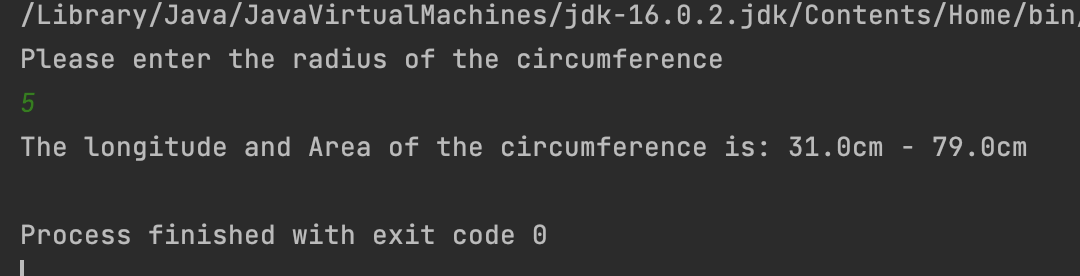 /Library/Java/JavaVirtualMachines/jdk-16.0.2.jdk/Contents/Home/bin/
Please enter the radius of the circumference
5
The longitude and Area of the circumference is: 31.0cm - 79.0cm
Process finished with exit code 0